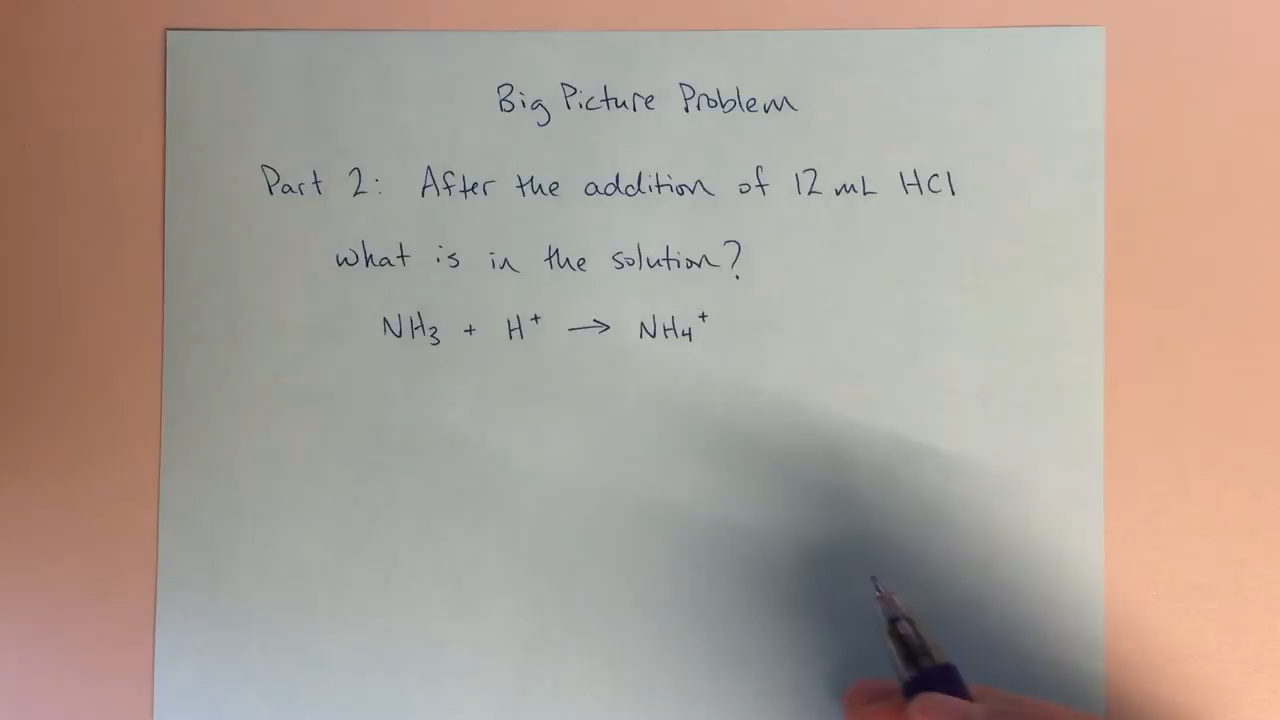 Big Picture Problem
Part 2: After the addition of 12 mL HCl
what is in the solution?
NH₃ + H⁺ → NH₄⁺